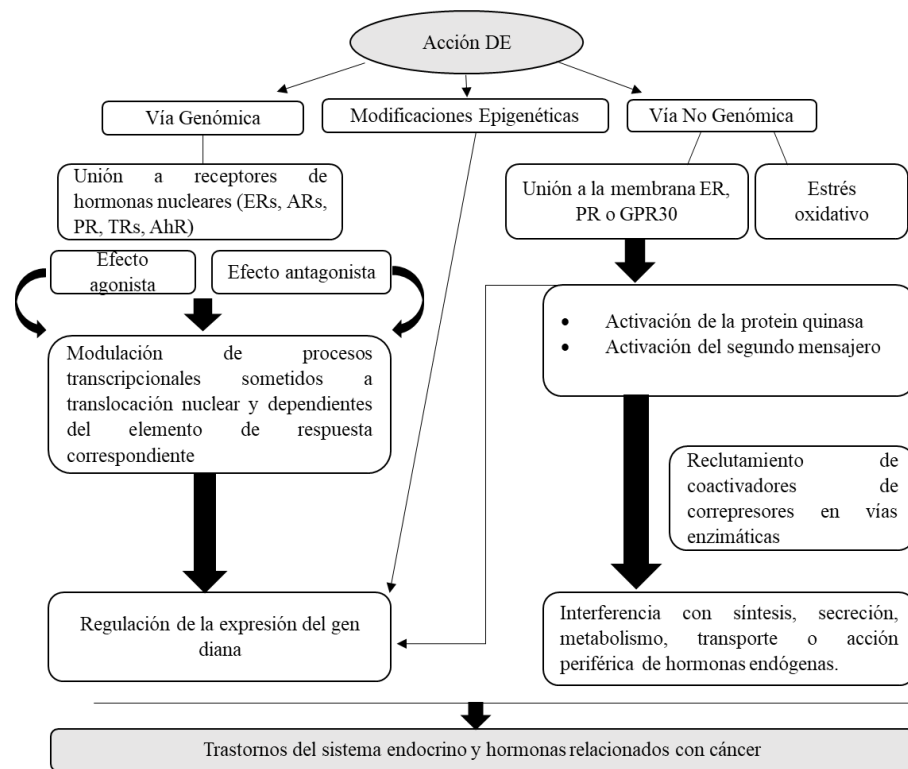 Acción DE
Vía Genómica
Modificaciones Epigenéticas
Vía No Genómica
Unión a receptores de
hormonas nucleares (ERs, ARs,
PR, TRs, AhR)
Unión a la membrana ER,
PR o GPR30
Estrés
oxidativo
Efecto
agonista
Efecto antagonista
• Activación de la protein quinasa
• Activación del segundo mensajero
Modulación de procesos
transcripcionales sometidos a
translocación nuclear y dependientes
del elemento de respuesta
correspondiente
Reclutamiento de
coactivadores de
correpresores en vías
enzimáticas
Regulación de la expresión del gen
diana
Interferencia con síntesis, secreción,
metabolismo, transporte o acción
periférica de hormonas endógenas.
Trastornos del sistema endocrino y hormonas relacionados con cáncer